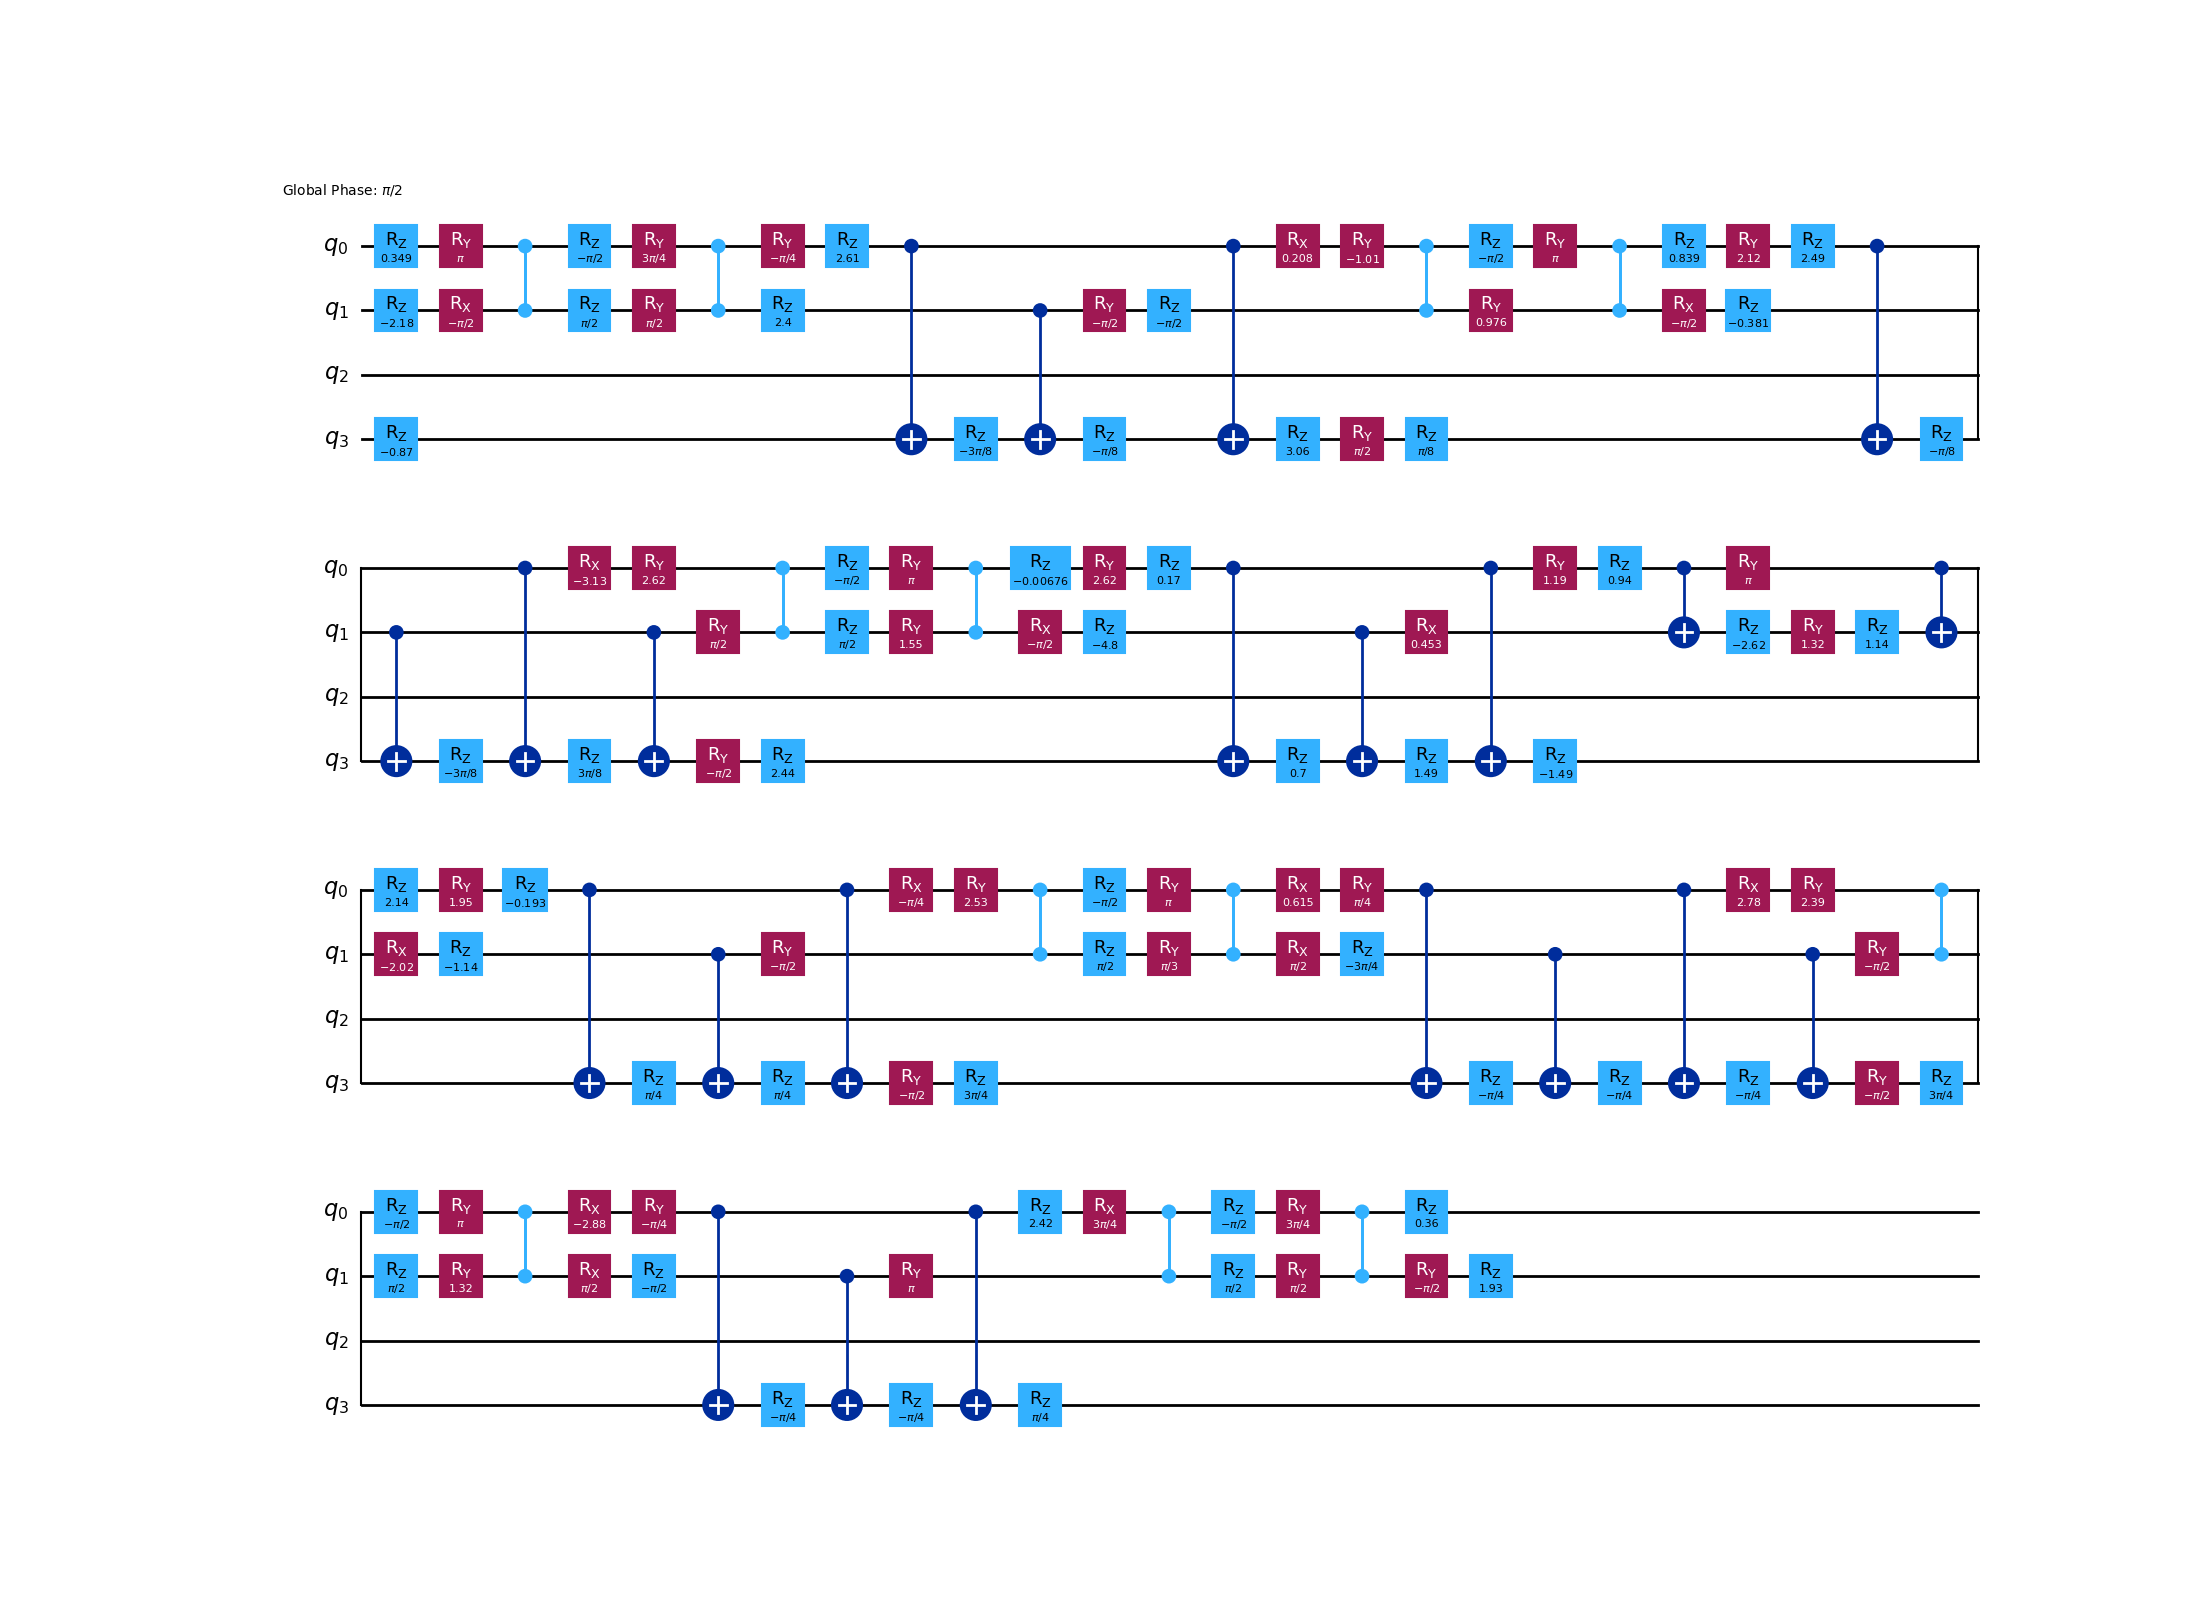 Global Phase: π/2
q0 RZ 0.349 RY π RZ −π/2 RY 3π/4 RY −π/4 RZ 2.61 RX 0.208 RY −1.01 RZ −π/2 RY π RZ 0.839 RY 2.12 RZ 2.49
q1 RZ −2.18 RX −π/2 RZ π/2 RY π/2 RZ 2.4 RY −π/2 RZ −π/2 RY 0.976 RX −π/2 RZ −0.381
q2
q3 RZ −0.87 RZ −3π/8 RZ −π/8 RZ 3.06 RY π/2 RZ π/8 RZ −π/8
q0 RX −3.13 RY 2.62 RZ −π/2 RY π RZ −0.00676 RY 2.62 RZ 0.17 RY 1.19 RZ 0.94 RY π
q1 RY π/2 RZ π/2 RY 1.55 RX −π/2 RZ −4.8 RX 0.453 RZ −2.62 RY 1.32 RZ 1.14
q2
q3 RZ −3π/8 RZ 3π/8 RY −π/2 RZ 2.44 RZ 0.7 RZ 1.49 RZ −1.49
q0 RZ 2.14 RY 1.95 RZ −0.193 RX −π/4 RY 2.53 RZ −π/2 RY π RX 0.615 RY π/4 RX 2.78 RY 2.39
q1 RX −2.02 RZ −1.14 RY −π/2 RZ π/2 RY π/3 RX π/2 RZ −3π/4 RY −π/2
q2
q3 RZ π/4 RZ π/4 RY −π/2 RZ 3π/4 RZ −π/4 RZ −π/4 RZ −π/4 RY −π/2 RZ 3π/4
q0 RZ −π/2 RY π RX −2.88 RY −π/4 RZ 2.42 RX 3π/4 RZ −π/2 RY 3π/4 RZ 0.36
q1 RZ π/2 RY 1.32 RX π/2 RZ −π/2 RY π RZ π/2 RY π/2 RY −π/2 RZ 1.93
q2
q3 RZ −π/4 RZ −π/4 RZ π/4